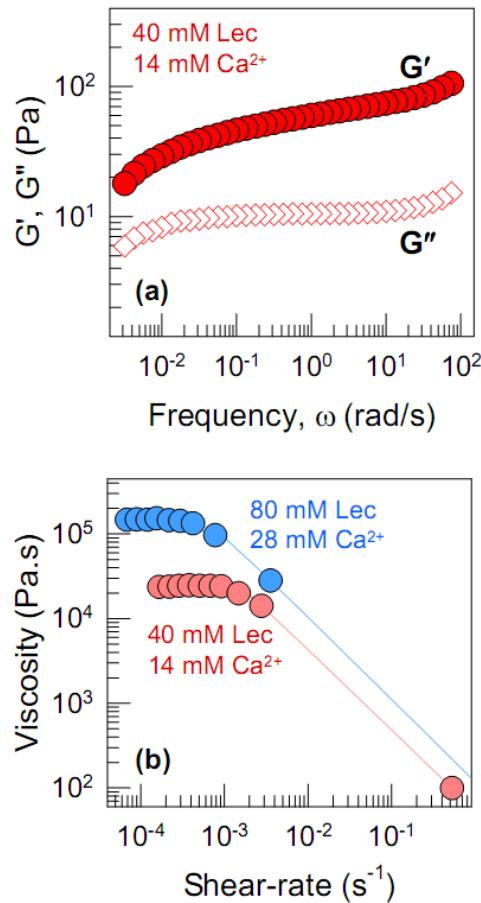 40 mM Lec
14 mM Ca²⁺
G′
10²
10¹
G′, G″ (Pa)
G″
(a)
10⁻² 10⁻¹ 10⁰ 10¹ 10²
Frequency, ω (rad/s)
80 mM Lec
28 mM Ca²⁺
10⁵
10⁴
40 mM Lec
14 mM Ca²⁺
10³
10²
Viscosity (Pa.s)
(b)
10⁻⁴ 10⁻³ 10⁻² 10⁻¹
Shear-rate (s⁻¹)